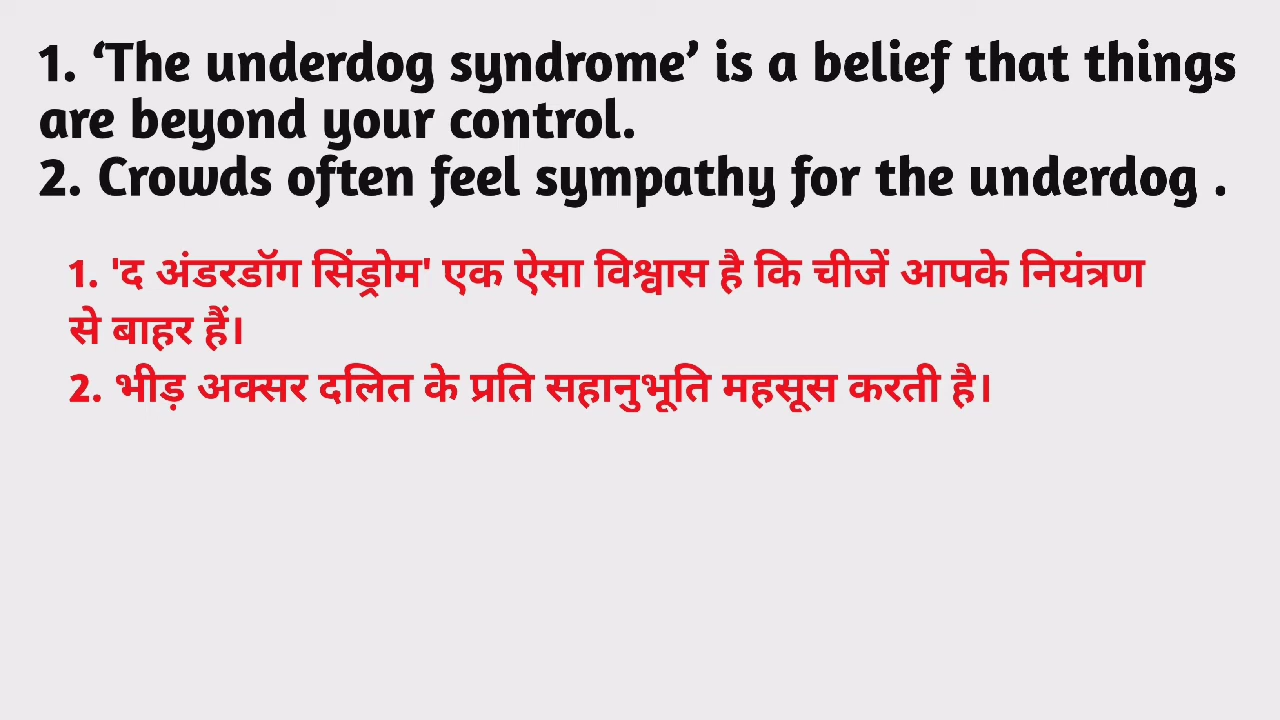 1. ‘The underdog syndrome’ is a belief that things
are beyond your control.
2. Crowds often feel sympathy for the underdog .
1. 'द अंडरडॉग सिंड्रोम' एक ऐसा विश्वास है कि चीजें आपके नियंत्रण
से बाहर हैं।
2. भीड़ अक्सर दलित के प्रति सहानुभूति महसूस करती है।